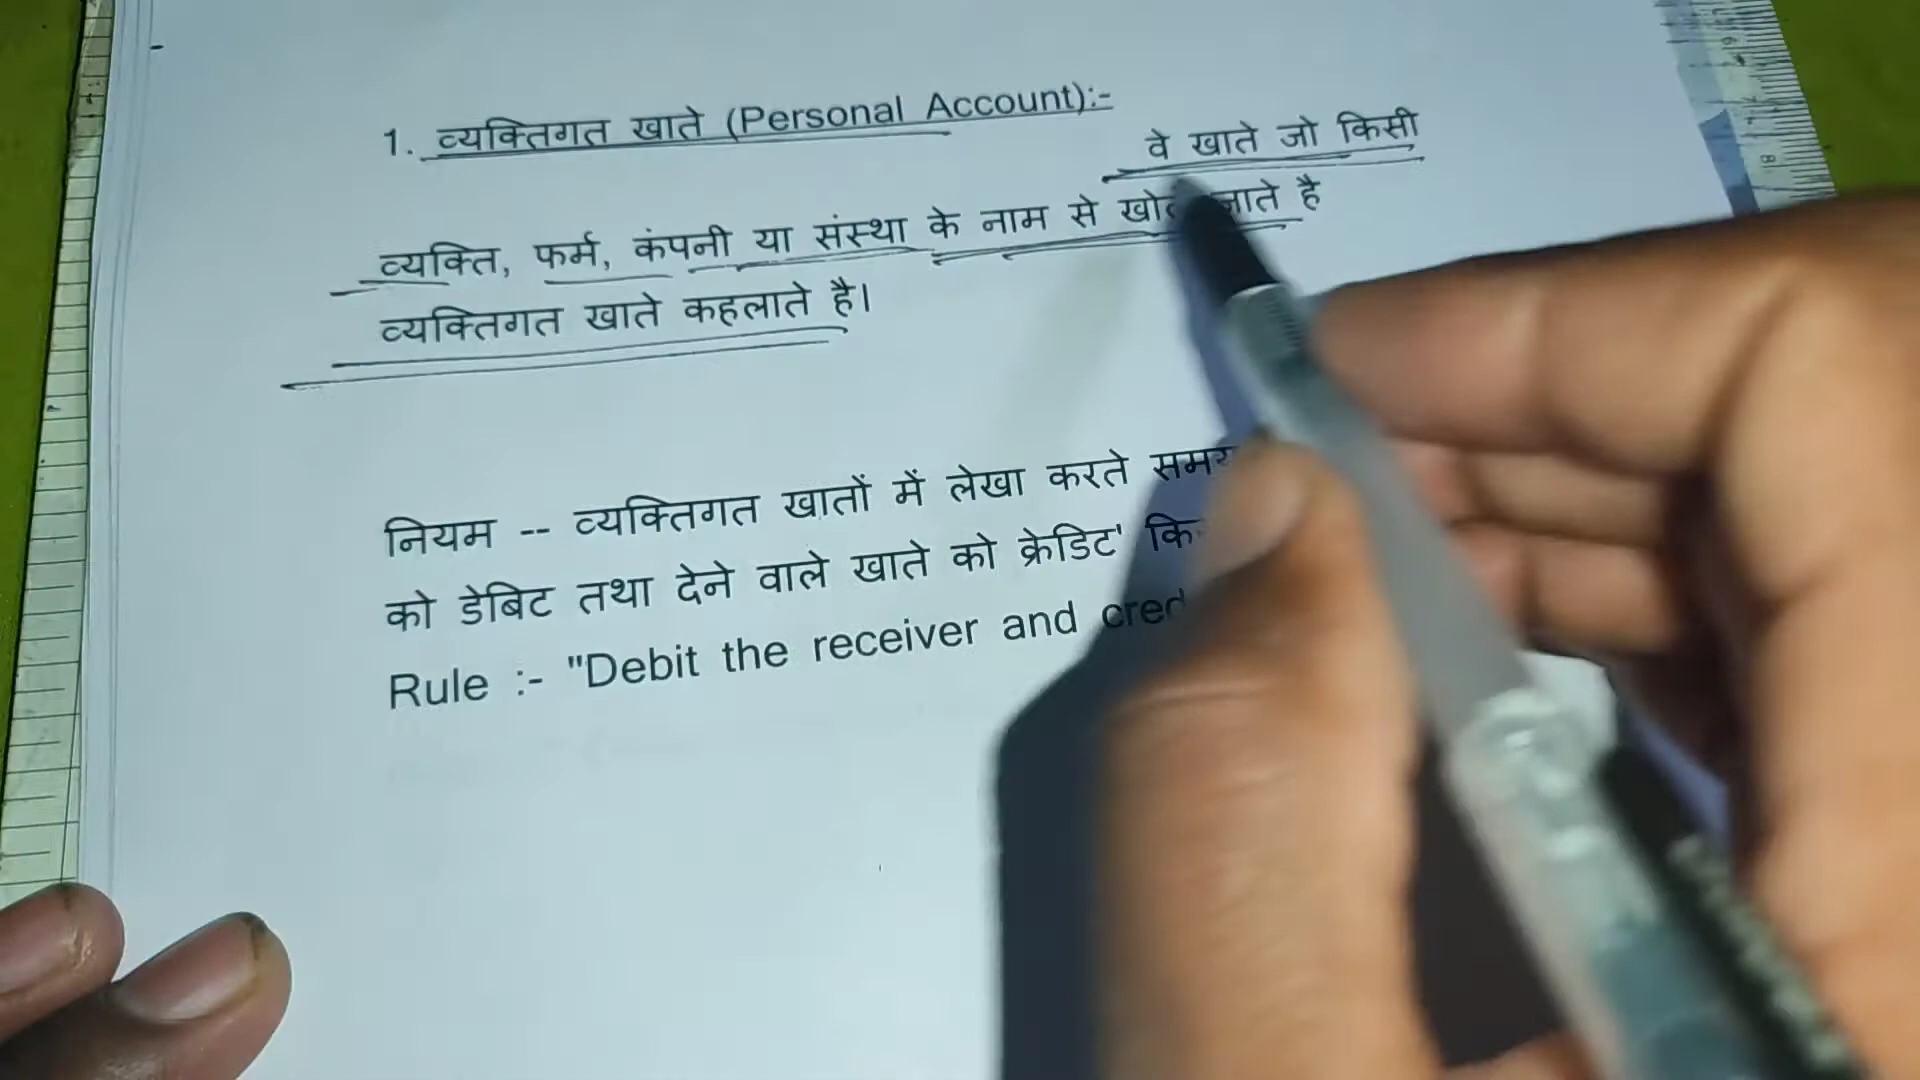 1. व्यक्तिगत खाते (Personal Account):-
वे खाते जो किसी
व्यक्ति, फर्म, कंपनी या संस्था के नाम से जाते है
व्यक्तिगत खाते कहलाते है।
नियम -- व्यक्तिगत खातों में लेखा करते
को डेबिट तथा देने वाले खाते को क्रेडिट'
Rule :- "Debit the receiver and